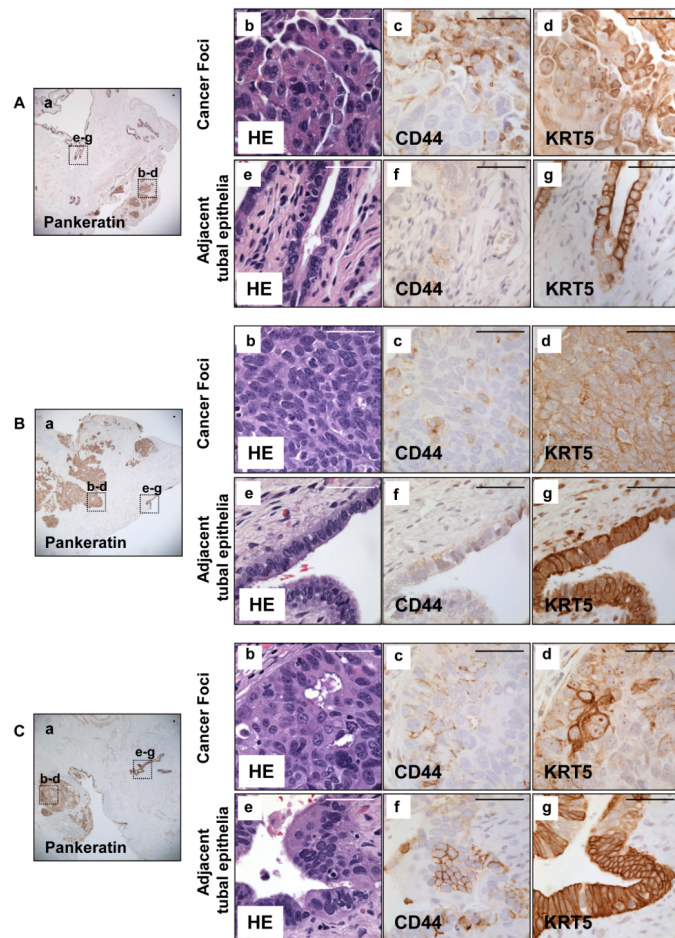 A
a
e-g
b-d
Pankeratin
Cancer Foci
b
HE
c
CD44
d
KRT5
Adjacent
tubal epithelia
e
HE
f
CD44
g
KRT5
B
a
b-d
e-g
Pankeratin
Cancer Foci
b
HE
c
CD44
d
KRT5
Adjacent
tubal epithelia
e
HE
f
CD44
g
KRT5
C
a
e-g
b-d
Pankeratin
Cancer Foci
b
HE
c
CD44
d
KRT5
Adjacent
tubal epithelia
e
HE
f
CD44
g
KRT5